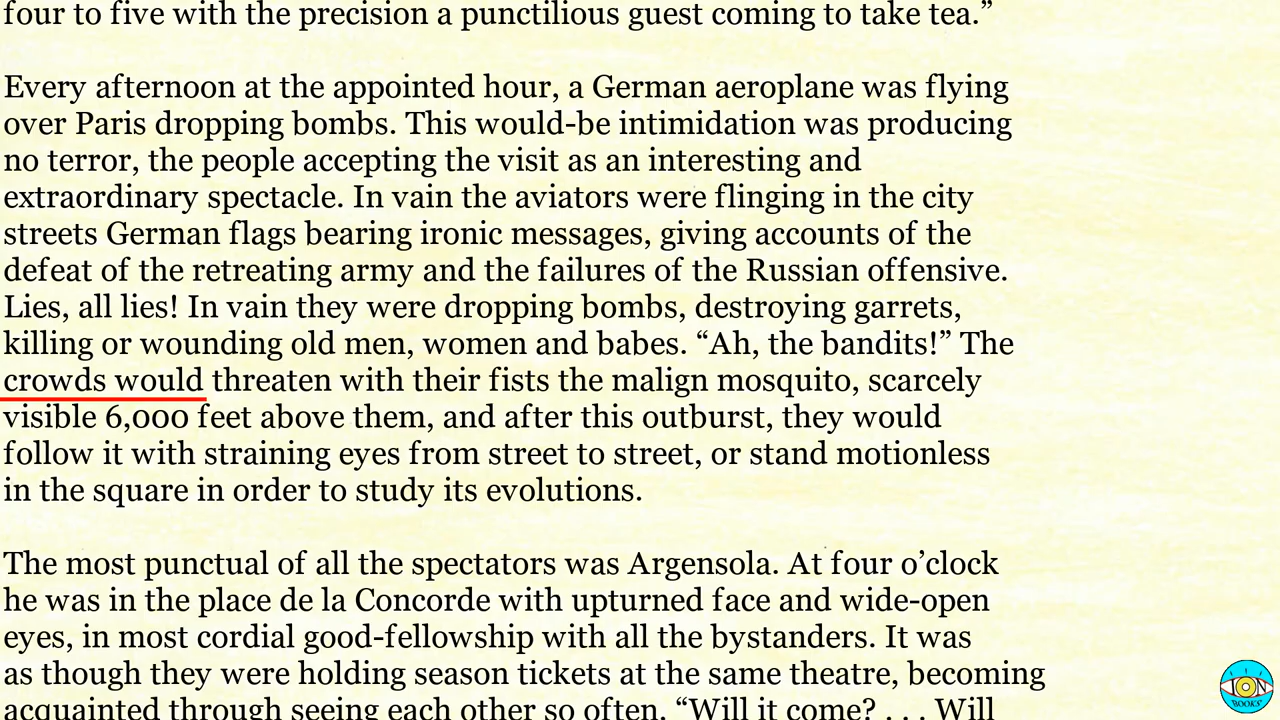 four to five with the precision a punctilious guest coming to take tea.”
Every afternoon at the appointed hour, a German aeroplane was flying
over Paris dropping bombs. This would-be intimidation was producing
no terror, the people accepting the visit as an interesting and
extraordinary spectacle. In vain the aviators were flinging in the city
streets German flags bearing ironic messages, giving accounts of the
defeat of the retreating army and the failures of the Russian offensive.
Lies, all lies! In vain they were dropping bombs, destroying garrets,
killing or wounding old men, women and babes. “Ah, the bandits!” The
crowds would threaten with their fists the malign mosquito, scarcely
visible 6,000 feet above them, and after this outburst, they would
follow it with straining eyes from street to street, or stand motionless
in the square in order to study its evolutions.
The most punctual of all the spectators was Argensola. At four o’clock
he was in the place de la Concorde with upturned face and wide-open
eyes, in most cordial good-fellowship with all the bystanders. It was
as though they were holding season tickets at the same theatre, becoming
acquainted through seeing each other so often. “Will it come? . . . Will
ION
BOOKS